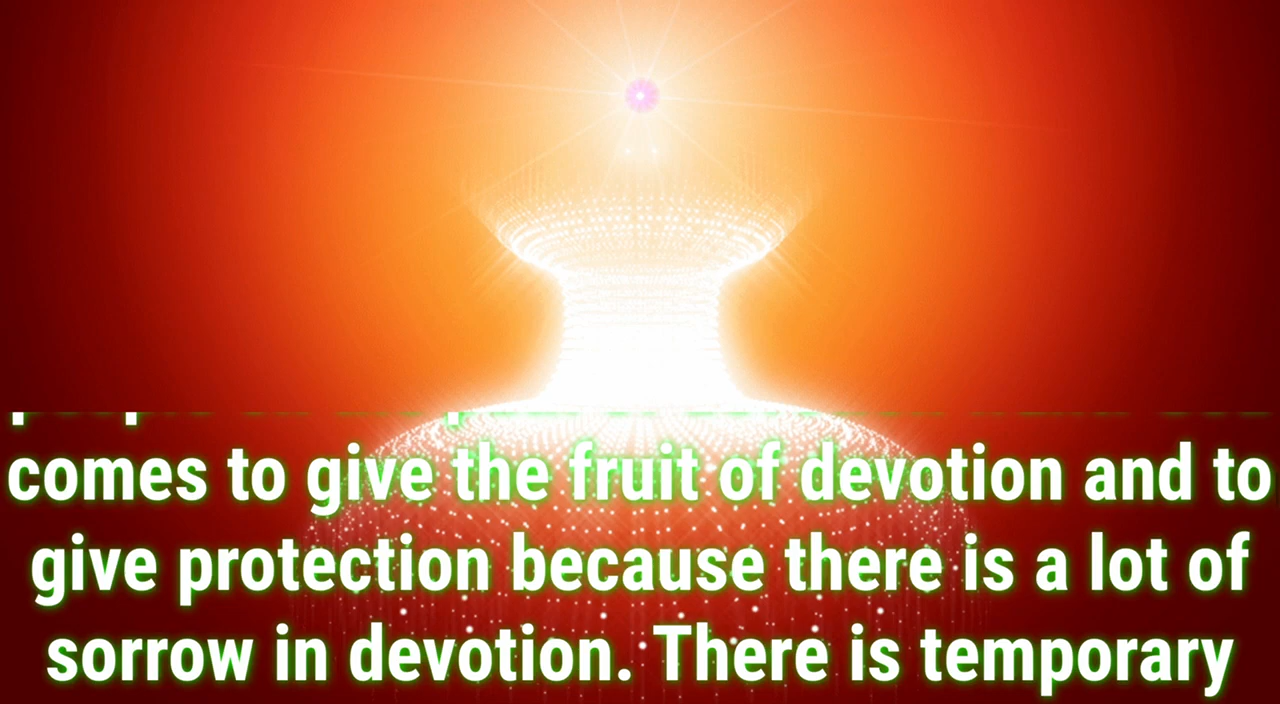 comes to give the fruit of devotion and to
give protection because there is a lot of
sorrow in devotion. There is temporary